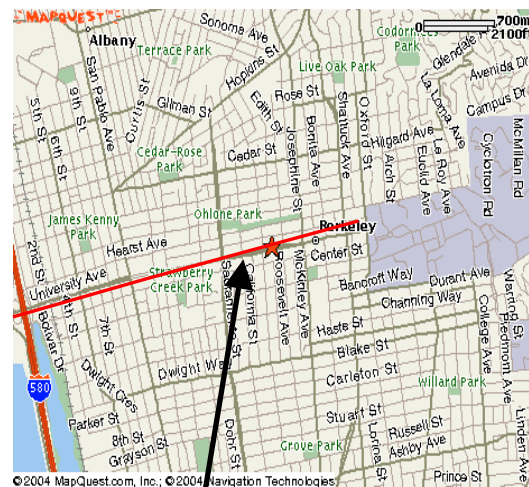 MAPQUEST
Albany
Sonoma Ave
Terrace Park
Codornices Park
700m
2100ft
Glendale
Avenida Dr
Campus Dr
La Loma Ave
Live Oak Park
Hopkins St
San Pablo Ave
Curtis St
9th St
6th St
5th St
Gilman St
Edith St
Rose St
Josephine St
Bonita Ave
Shattuck Ave
Oxford St
Hilgard Ave
Arch St
Euclid Ave
Le Roy Ave
Cyclotron Rd
McMillan Rd
Cedar-Rose Park
Cedar St
Ohlone Park
James Kenny Park
Hearst Ave
Berkeley
Center St
University Ave
2nd St
4th St
Strawberry Creek Park
Sacramento St
California St
Roosevelt Ave
McKinley Ave
Bancroft Way
Durant Ave
Channing Way
Warring St
College Ave
Piedmont Ave
Bolivar Dr
7th St
Haste St
Blake St
Dwight Way
Dwight Cres
Carleton St
Willard Park
580
Parker St
8th St
Grayson St
Dohr St
Stuart St
Russell St
Ashby Ave
Lorina St
Linden Ave
Grove Park
Prince St
©2004 MapQuest.com, Inc.; ©2004 Navigation Technologies